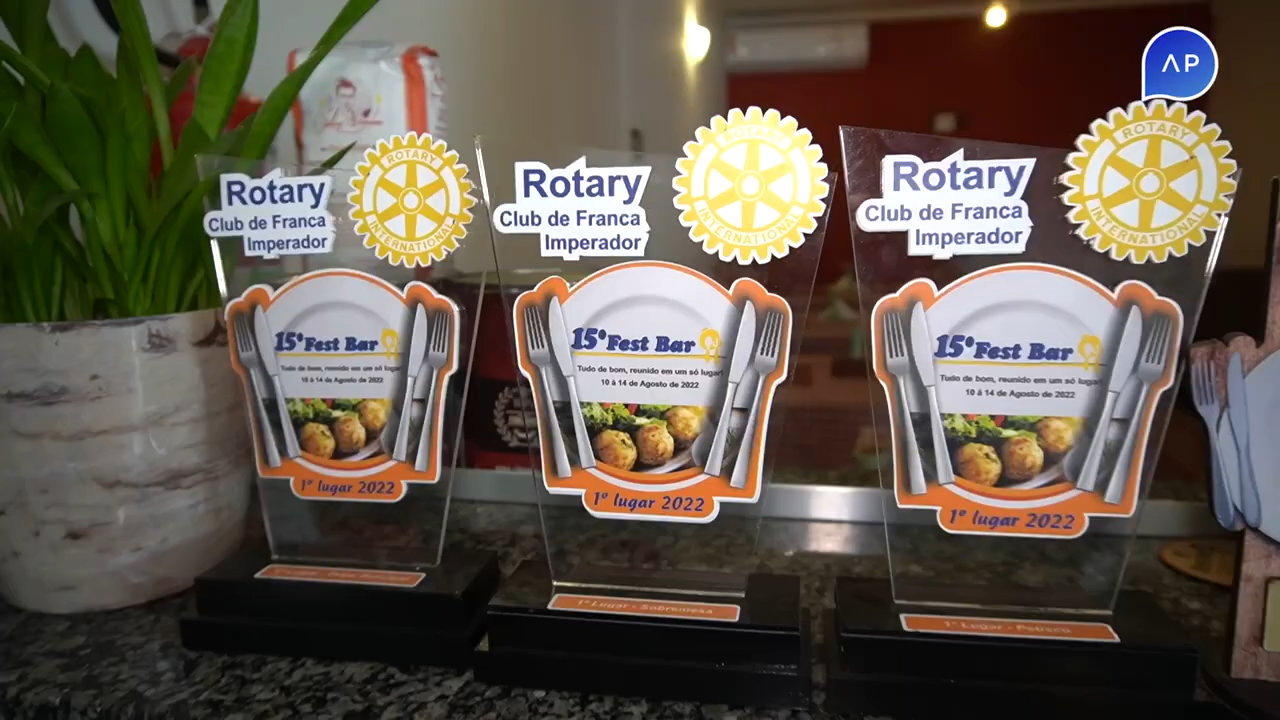 AP
Rotary
Club de Franca
Imperador
ROTARY
INTERNATIONAL
15º Fest Bar
Tudo de bom, reunido em um só lugar
10 à 14 de Agosto de 2022
1º lugar 2022
Rotary
Club de Franca
Imperador
ROTARY
INTERNATIONAL
15º Fest Bar
Tudo de bom, reunido em um só lugar!
10 à 14 de Agosto de 2022
1º lugar 2022
1º Lugar - Sobremesa
Rotary
Club de Franca
Imperador
ROTARY
INTERNATIONAL
15º Fest Bar
Tudo de bom, reunido em um só lugar!
10 à 14 de Agosto de 2022
1º lugar 2022
1º Lugar - Petisco